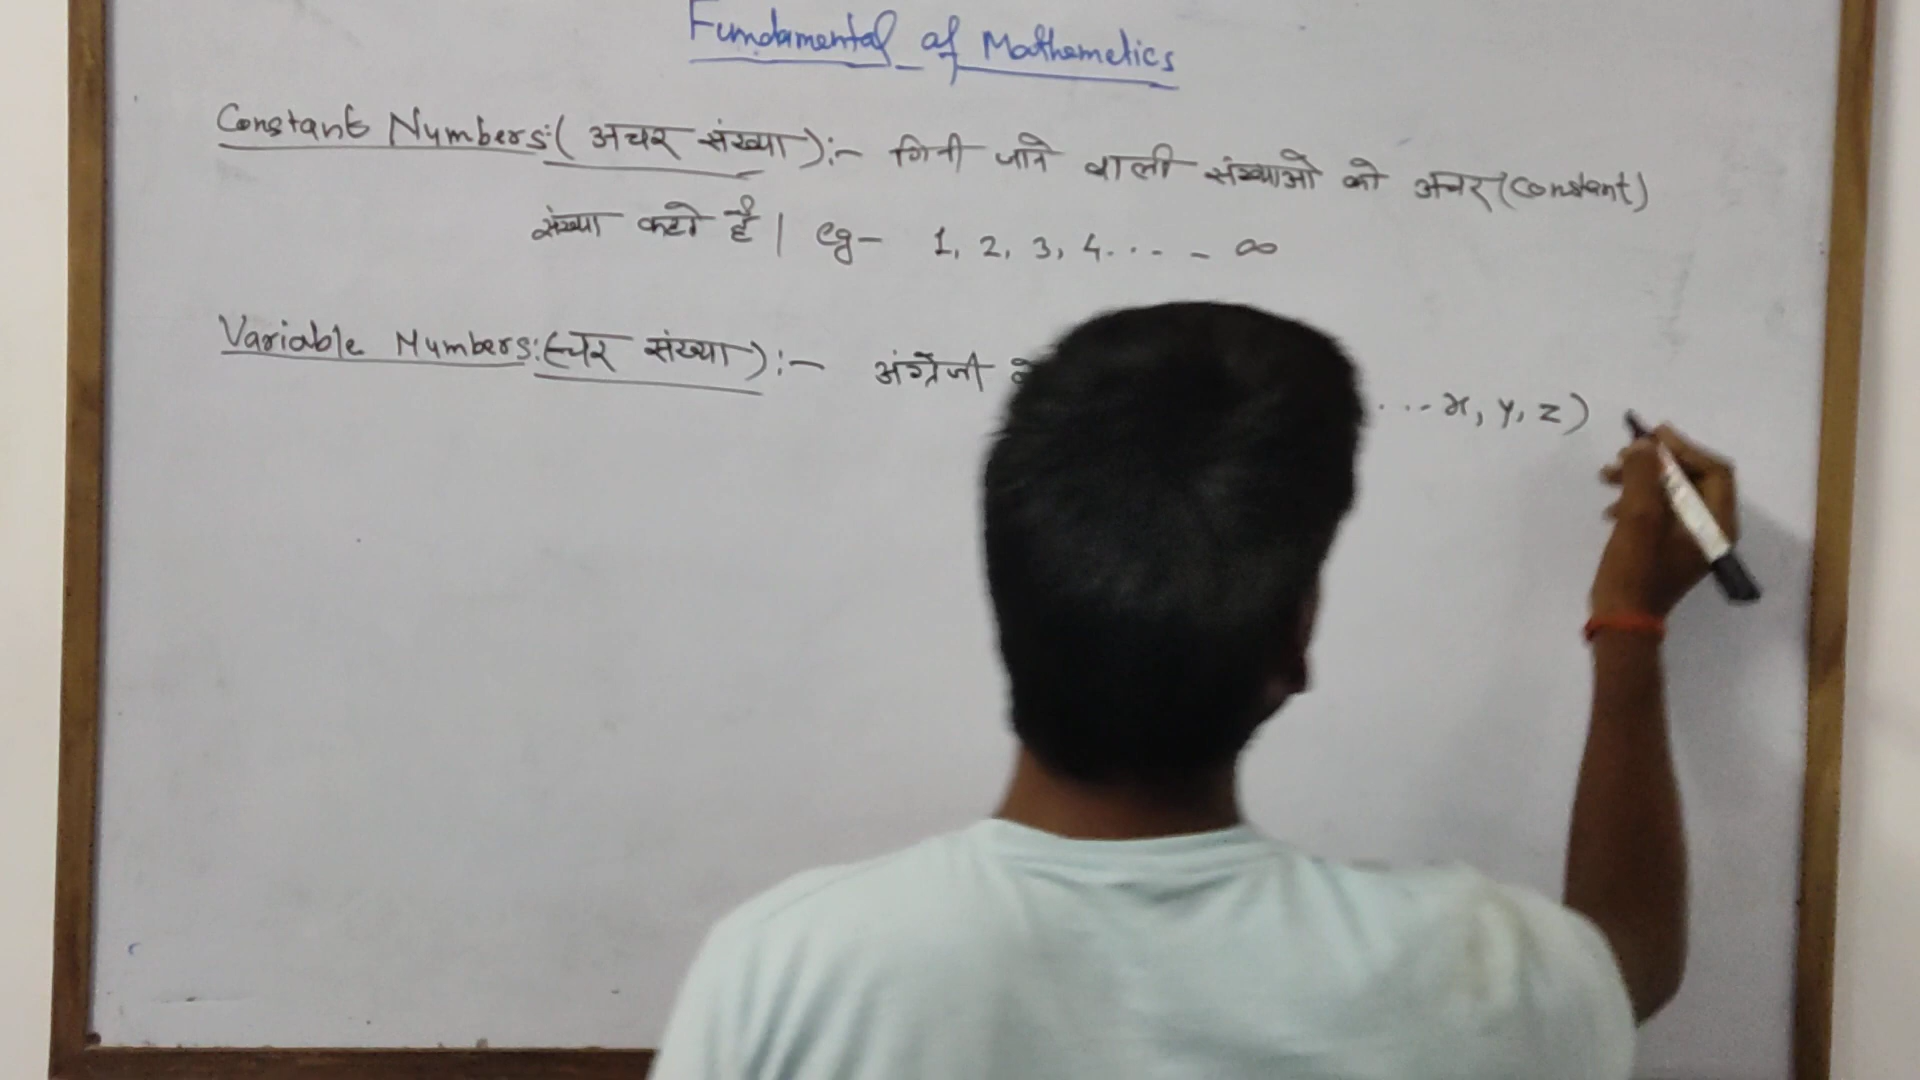 Fundamental of Mathemetics
Constant Numbers:( अचर संख्या ):- गिनी जाने वाली संख्याओ को अचर (constant)
संख्या कहते है | eg- 1, 2, 3, 4... - ∞
Variable Numbers:(चर संख्या):- अंग्रेजी ...x, y, z)